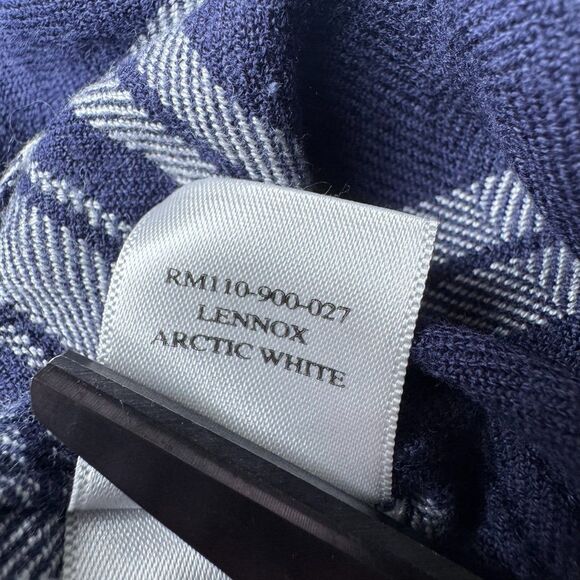 RM110-900-027
LENNOX
ARCTIC WHITE